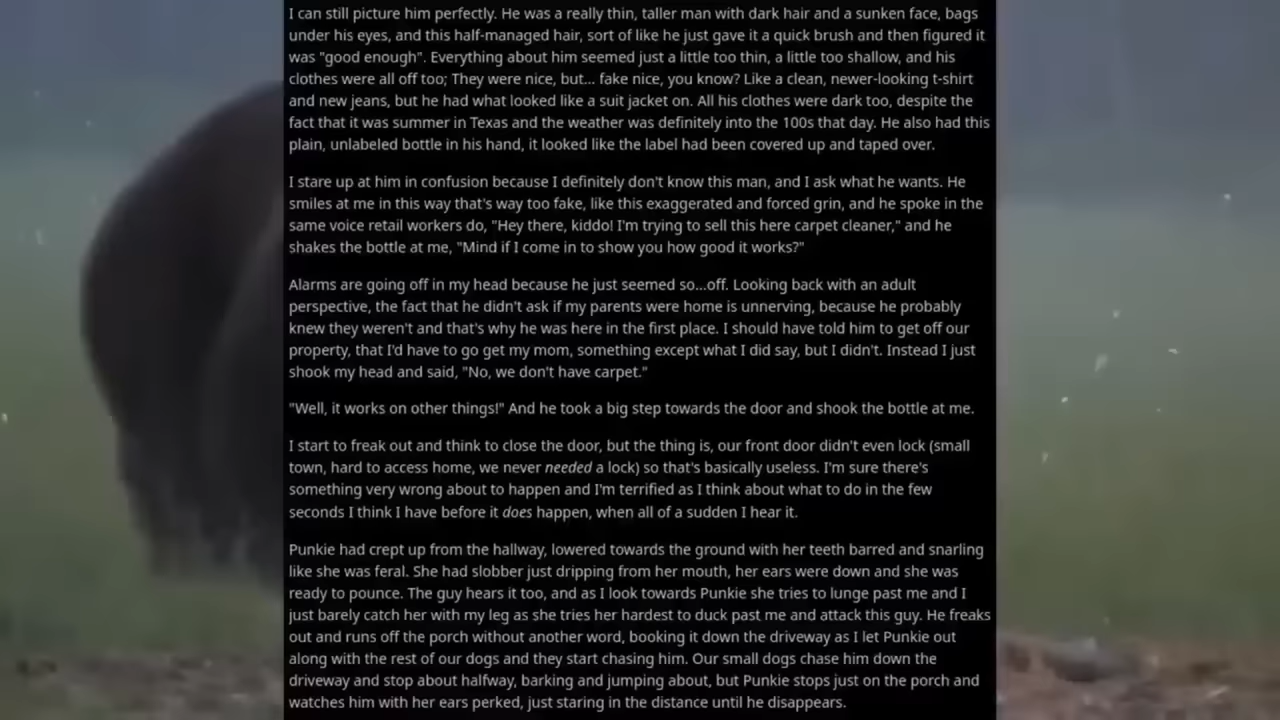 I can still picture him perfectly. He was a really thin, taller man with dark hair and a sunken face, bags
under his eyes, and this half-managed hair, sort of like he just gave it a quick brush and then figured it
was "good enough". Everything about him seemed just a little too thin, a little too shallow, and his
clothes were all off too; They were nice, but... fake nice, you know? Like a clean, newer-looking t-shirt
and new jeans, but he had what looked like a suit jacket on. All his clothes were dark too, despite the
fact that it was summer in Texas and the weather was definitely into the 100s that day. He also had this
plain, unlabeled bottle in his hand, it looked like the label had been covered up and taped over.
I stare up at him in confusion because I definitely don't know this man, and I ask what he wants. He
smiles at me in this way that's way too fake, like this exaggerated and forced grin, and he spoke in the
same voice retail workers do, "Hey there, kiddo! I'm trying to sell this here carpet cleaner," and he
shakes the bottle at me, "Mind if I come in to show you how good it works?"
Alarms are going off in my head because he just seemed so...off. Looking back with an adult
perspective, the fact that he didn't ask if my parents were home is unnerving, because he probably
knew they weren't and that's why he was here in the first place. I should have told him to get off our
property, that I'd have to go get my mom, something except what I did say, but I didn't. Instead I just
shook my head and said, "No, we don't have carpet."
"Well, it works on other things!" And he took a big step towards the door and shook the bottle at me.
I start to freak out and think to close the door, but the thing is, our front door didn't even lock (small
town, hard to access home, we never needed a lock) so that's basically useless. I'm sure there's
something very wrong about to happen and I'm terrified as I think about what to do in the few
seconds I think I have before it does happen, when all of a sudden I hear it.
Punkie had crept up from the hallway, lowered towards the ground with her teeth barred and snarling
like she was feral. She had slobber just dripping from her mouth, her ears were down and she was
ready to pounce. The guy hears it too, and as I look towards Punkie she tries to lunge past me and I
just barely catch her with my leg as she tries her hardest to duck past me and attack this guy. He freaks
out and runs off the porch without another word, booking it down the driveway as I let Punkie out
along with the rest of our dogs and they start chasing him. Our small dogs chase him down the
driveway and stop about halfway, barking and jumping about, but Punkie stops just on the porch and
watches him with her ears perked, just staring in the distance until he disappears.